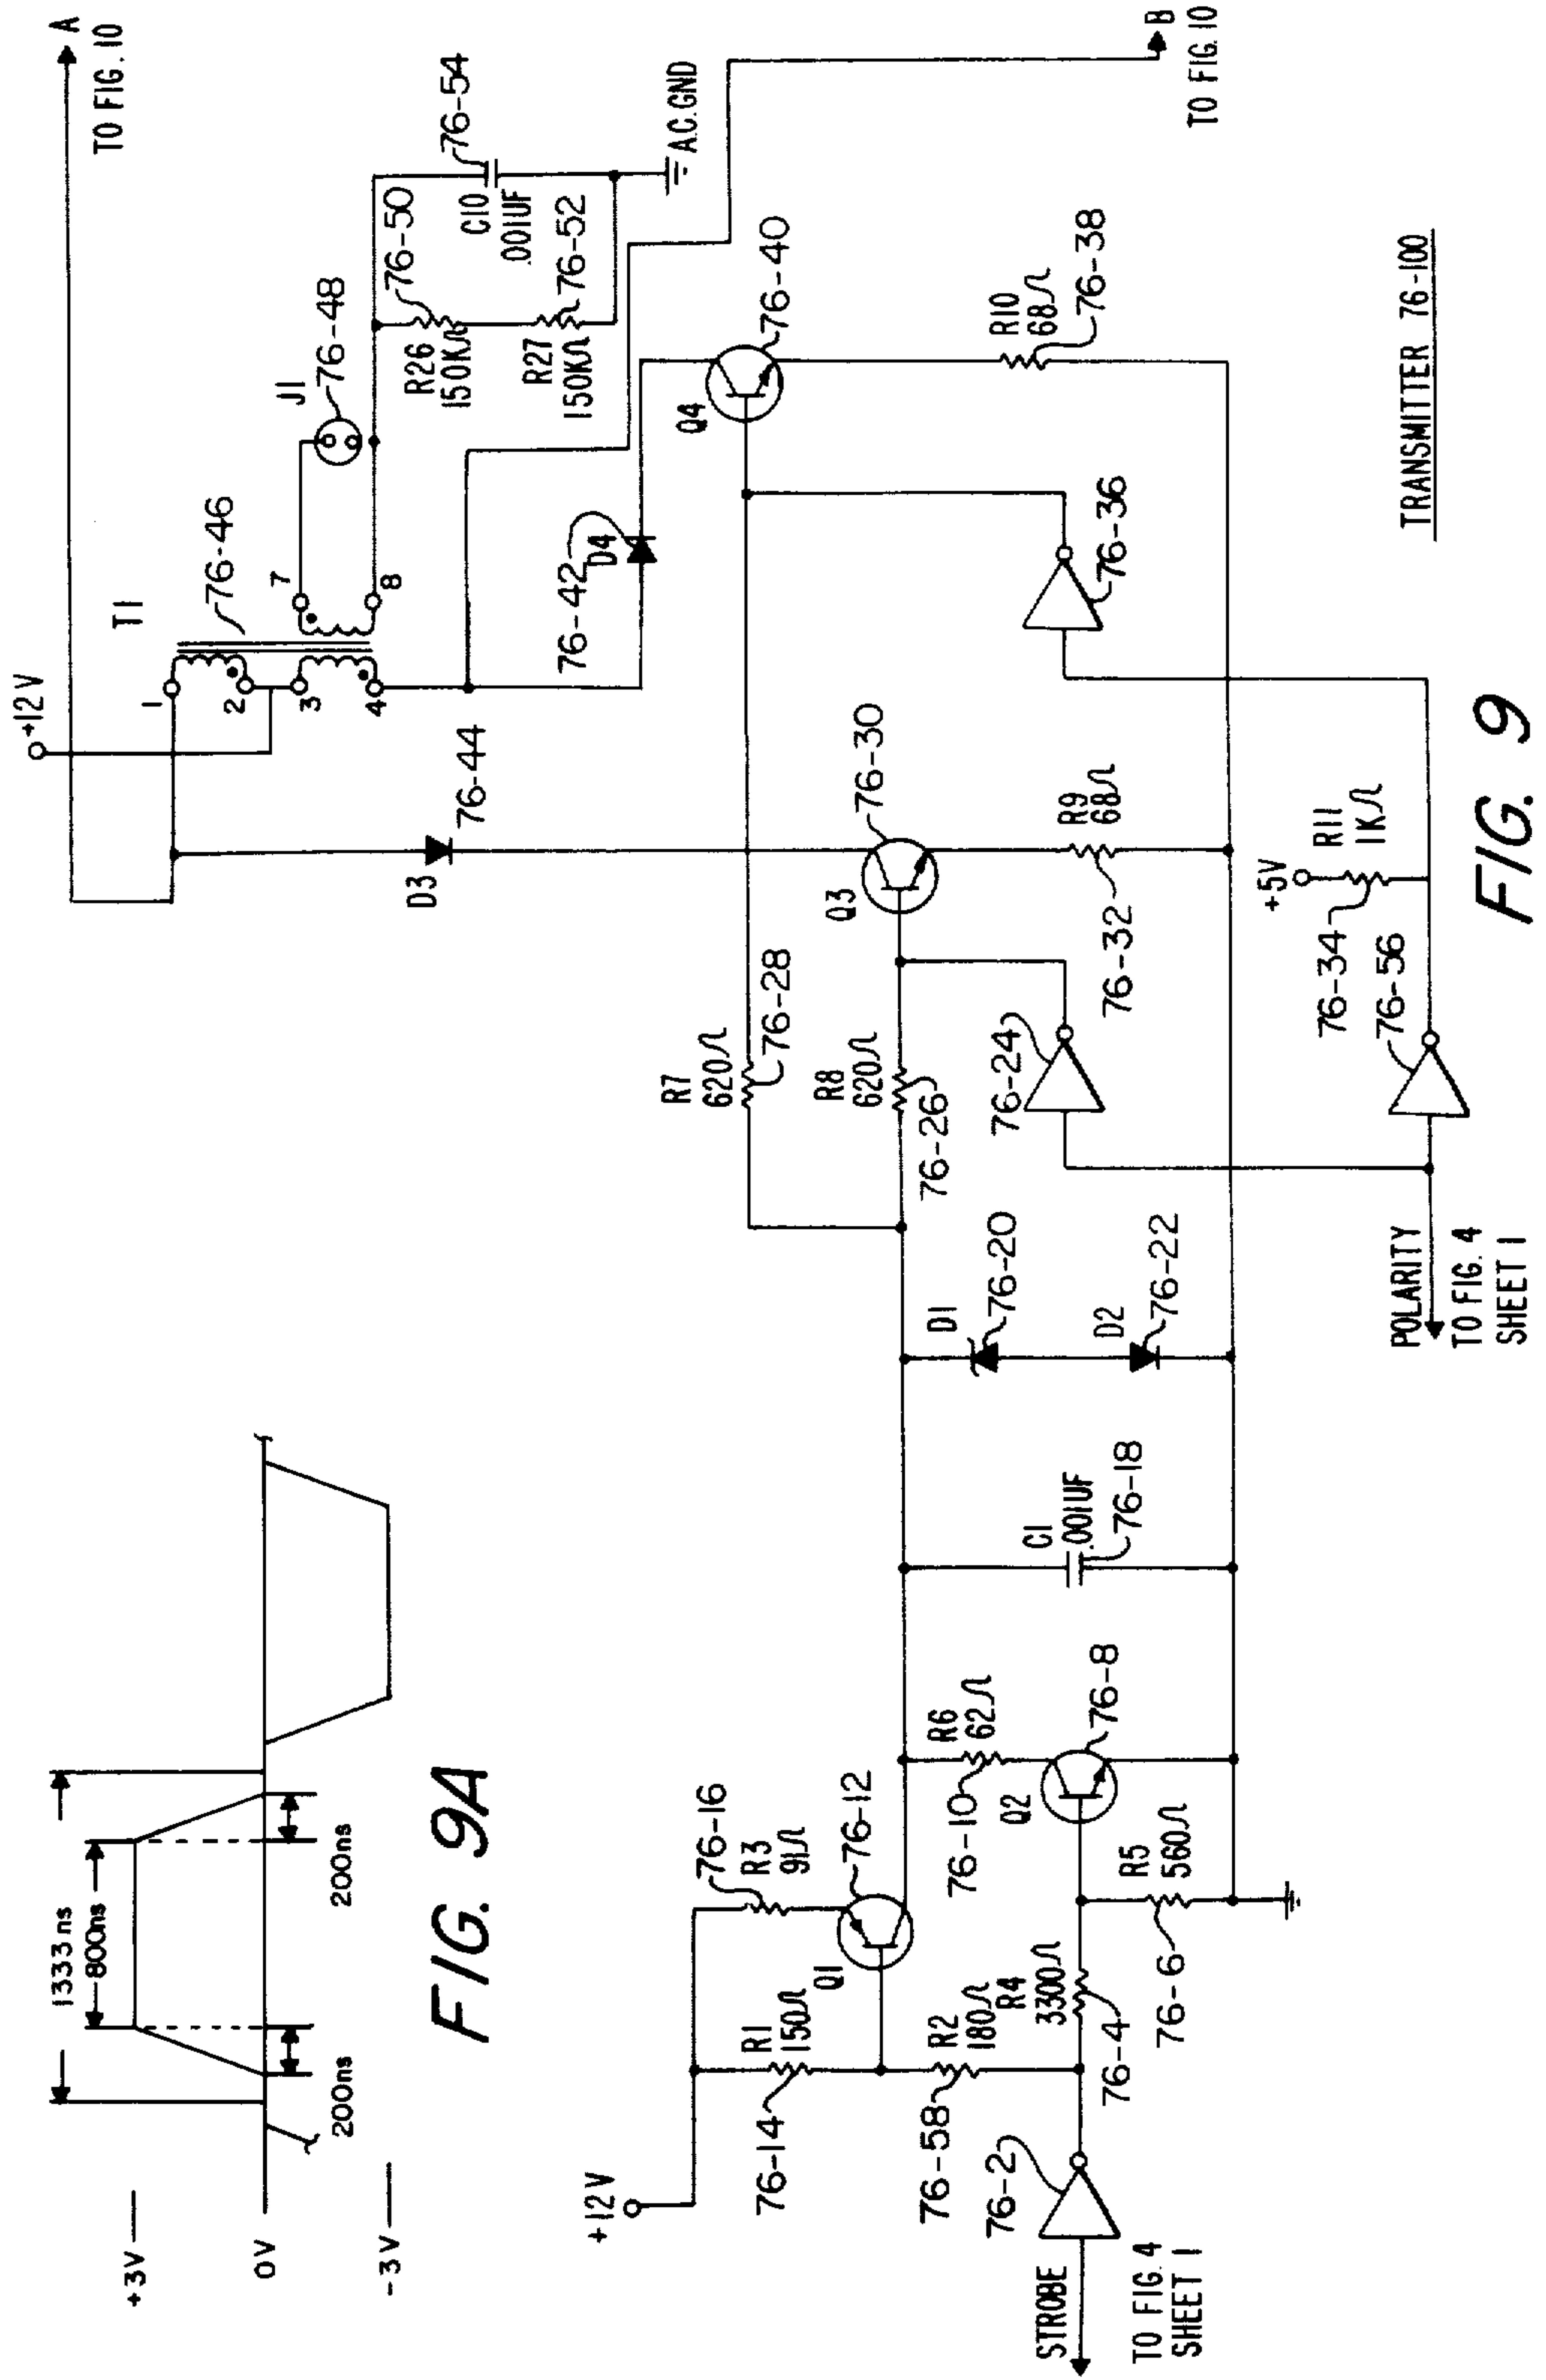 +3V
0V
-3V
1333ns
800ns
200ns
200ns
FIG. 9A
+12V
76-14
R1
150Ω
76-16
R3
91Ω
76-12
Q1
76-58
R2
180Ω
R4
3300Ω
76-4
76-2
STROBE
TO FIG. 4
SHEET 1
76-6
R5
560Ω
76-10
R6
62Ω
Q2
76-8
C1
.001UF
76-18
D1
76-20
D2
76-22
POLARITY
TO FIG. 4
SHEET 1
R7
620Ω
76-28
R8
620Ω
76-26
76-24
76-56
76-34
+5V
R11
1KΩ
Q3
76-30
R9
68Ω
76-32
D3
76-44
+12V
T1
76-46
1
2
3
4
7
8
76-42
D4
76-36
J1
76-48
R26
150KΩ
76-50
R27
150KΩ
76-52
C10
.001UF
76-54
A.C. GND
Q4
76-40
R10
68Ω
76-38
A
TO FIG. 10
B
TO FIG. 10
TRANSMITTER 76-100
FIG. 9